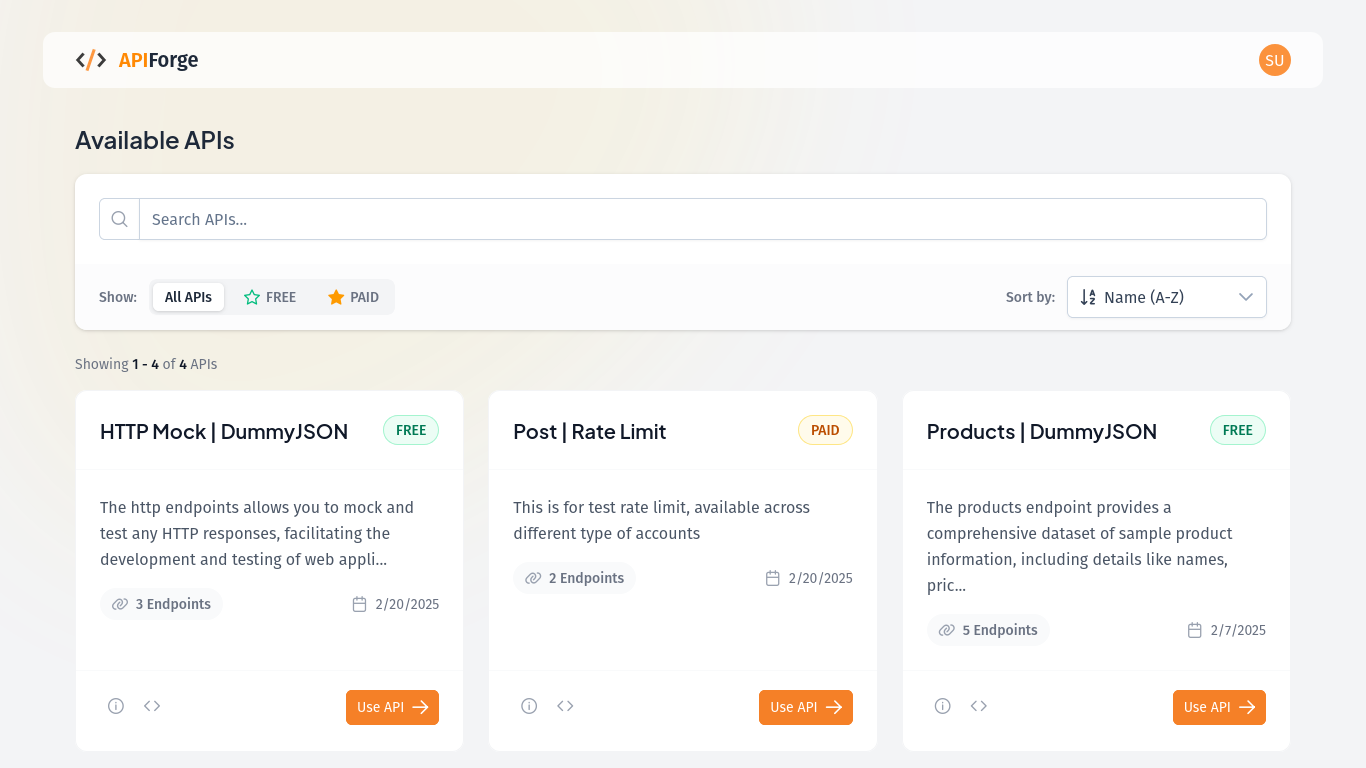 APIForge
SU
Available APIs
Search APIs...
Show:
All APIs
FREE
PAID
Sort by:
Name (A-Z)
Showing 1 - 4 of 4 APIs
HTTP Mock | DummyJSON
FREE
The http endpoints allows you to mock and
test any HTTP responses, facilitating the
development and testing of web appli...
3 Endpoints
2/20/2025
Use API
Post | Rate Limit
PAID
This is for test rate limit, available across
different type of accounts
2 Endpoints
2/20/2025
Use API
Products | DummyJSON
FREE
The products endpoint provides a
comprehensive dataset of sample product
information, including details like names,
pric...
5 Endpoints
2/7/2025
Use API